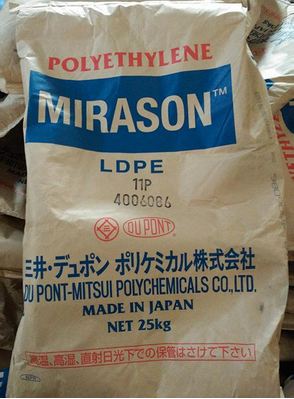 POLYETHYLENE
MIRASON™
LDPE
11P
4006086
DU PONT
三井・デュポン ポリケミカル株式会社
DU PONT-MITSUI POLYCHEMICALS CO., LTD.
MADE IN JAPAN
NET 25kg
高温、高湿、直射日光下での保管はさけて下さい